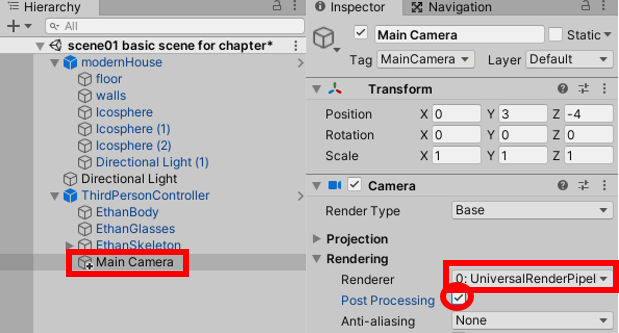 Hierarchy
All
scene01 basic scene for chapter*
modernHouse
floor
walls
Icosphere
Icosphere (1)
Icosphere (2)
Directional Light (1)
Directional Light
ThirdPersonController
EthanBody
EthanGlasses
EthanSkeleton
Main Camera
Inspector Navigation
Main Camera Static
Tag MainCamera Layer Default
Transform
Position X 0 Y 3 Z -4
Rotation X 0 Y 0 Z 0
Scale X 1 Y 1 Z 1
Camera
Render Type Base
Projection
Rendering
Renderer 0: UniversalRenderPipel
Post Processing
Anti-aliasing None